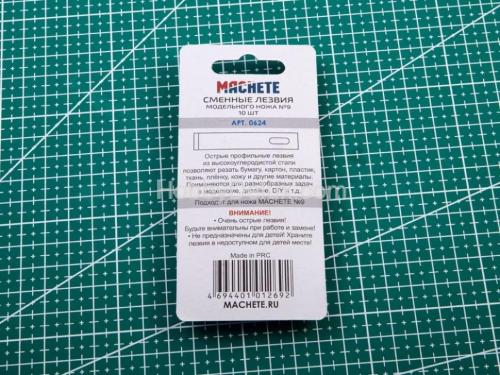 MACHETE
СМЕННЫЕ ЛЕЗВИЯ
МОДЕЛЬНОГО НОЖА №9
10 ШТ
АРТ. 0624
Острые профильные лезвия
из высокоуглеродистой стали
позволяют резать бумагу, картон, пластик,
ткань, плёнку, кожу и другие материалы.
Применяются для разнообразных задач
в моделизме, дизайне, DIY и т.д.
Подходят для ножа MACHETE №9
ВНИМАНИЕ!
• Очень острые лезвия!
Будьте внимательны при работе и замене!
• Не предназначены для детей! Храните
лезвия в недоступном для детей месте!
Made in PRC
4 694401 012692
MACHETE.RU